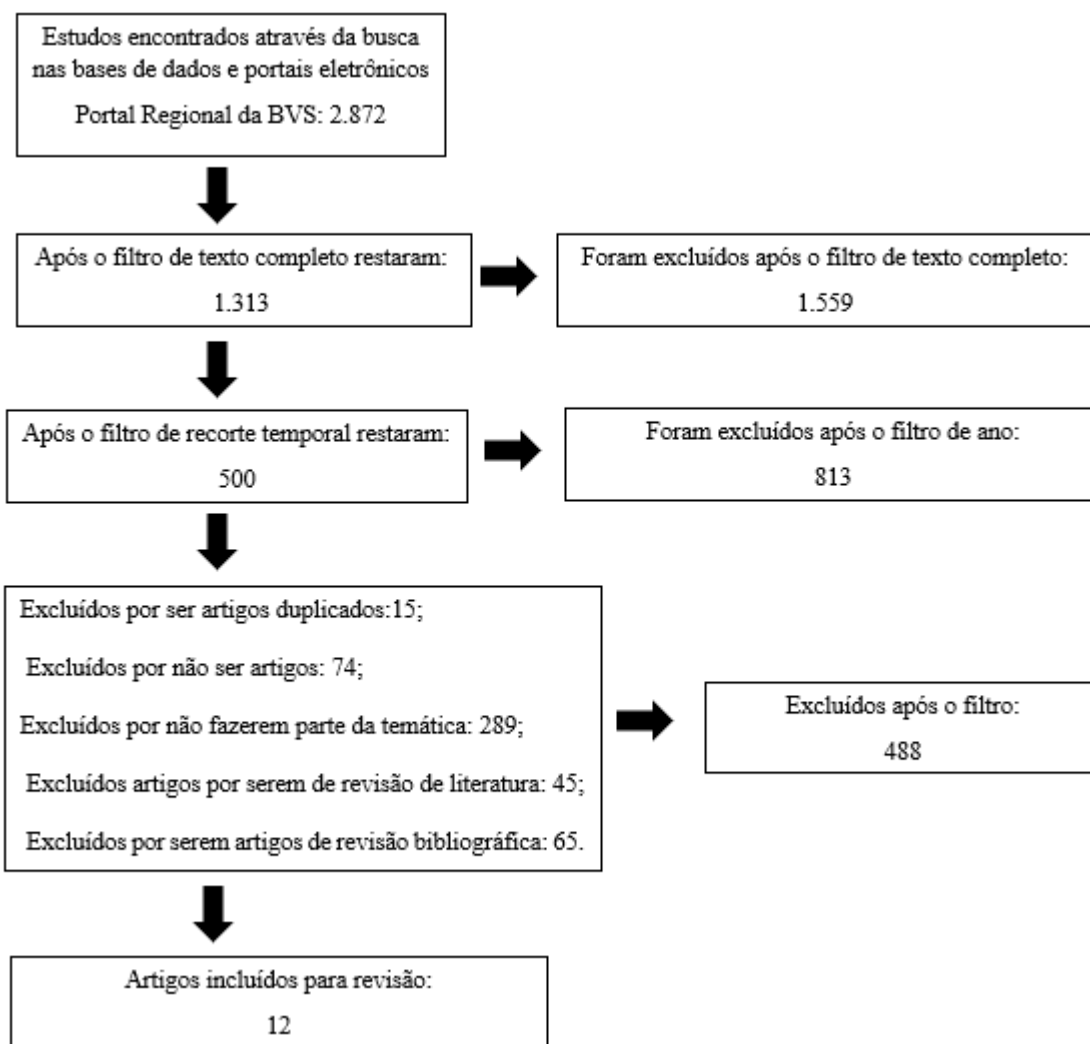 Estudos encontrados através da busca
nas bases de dados e portais eletrônicos
Portal Regional da BVS: 2.872
Após o filtro de texto completo restaram:
1.313
Foram excluídos após o filtro de texto completo:
1.559
Após o filtro de recorte temporal restaram:
500
Foram excluídos após o filtro de ano:
813
Excluídos por ser artigos duplicados:15;
Excluídos por não ser artigos: 74;
Excluídos por não fazerem parte da temática: 289;
Excluídos artigos por serem de revisão de literatura: 45;
Excluídos por serem artigos de revisão bibliográfica: 65.
Excluídos após o filtro:
488
Artigos incluídos para revisão:
12